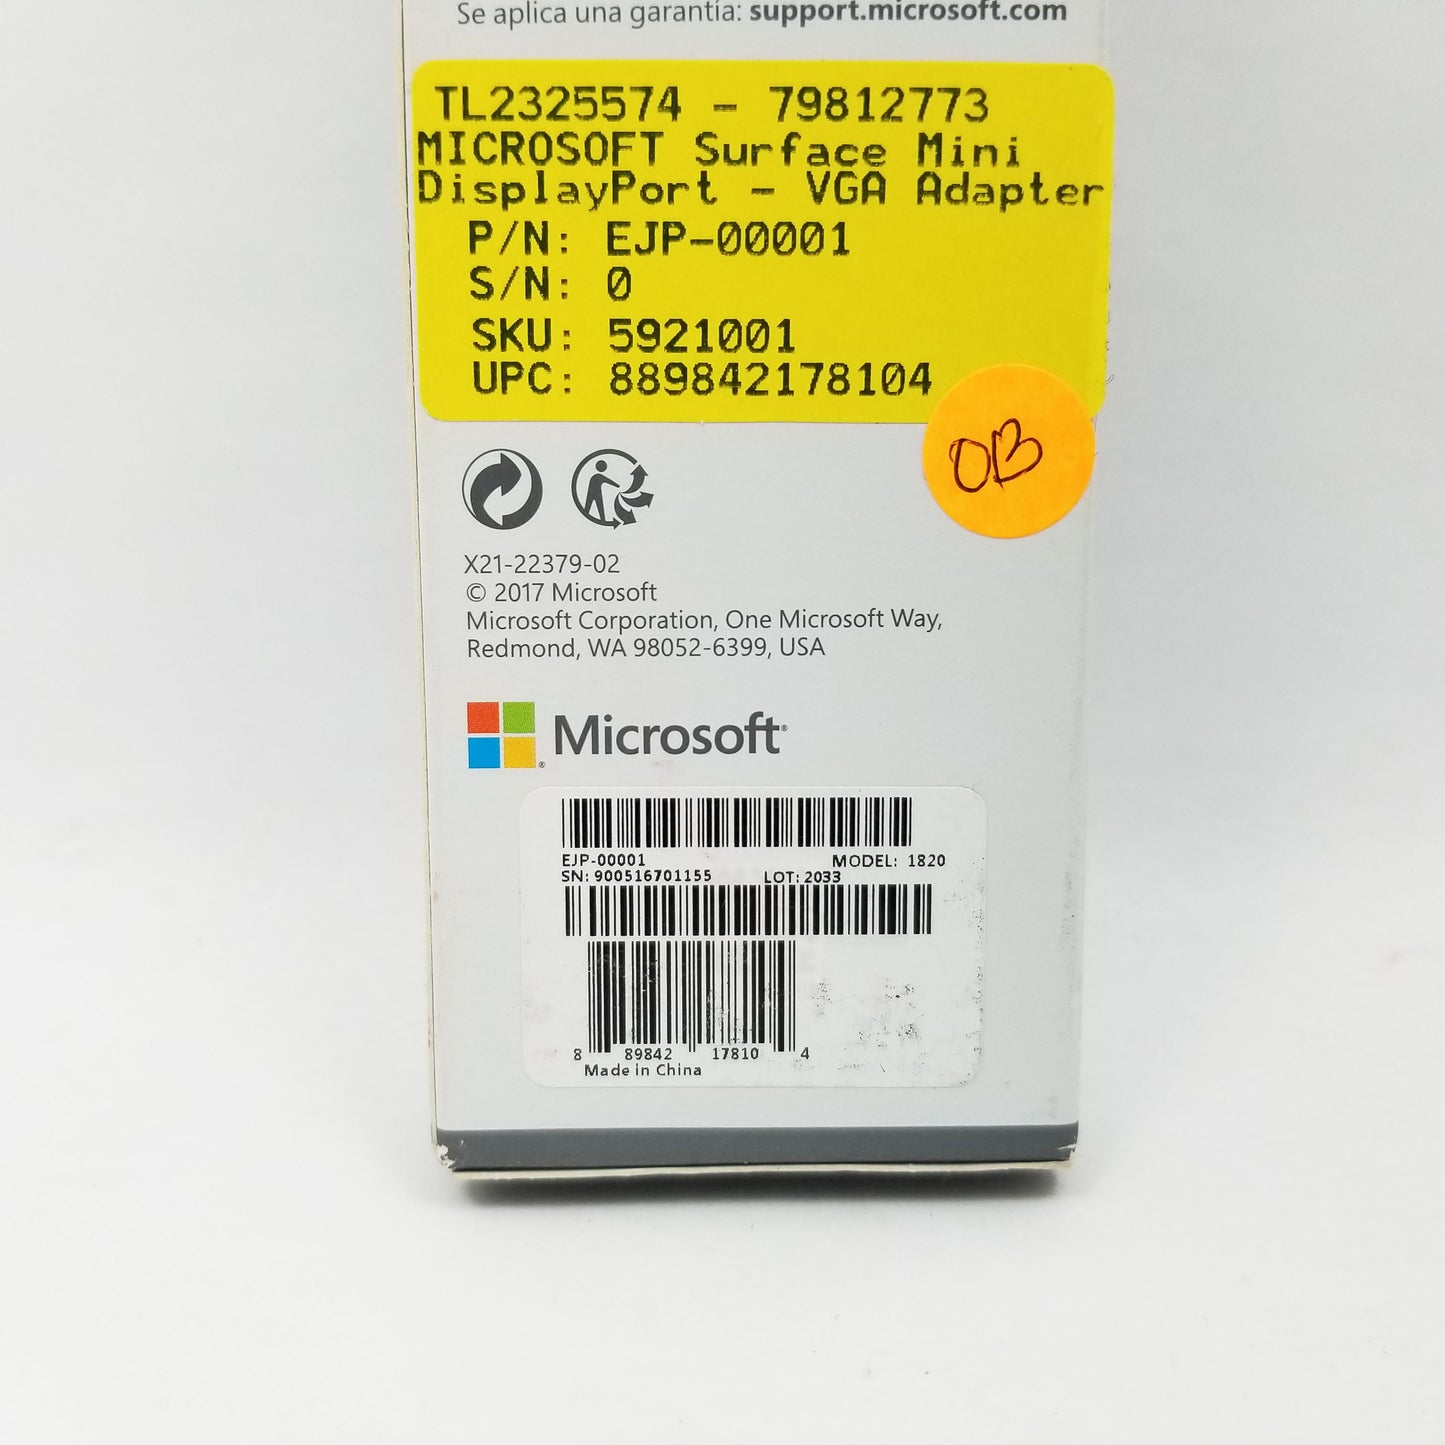 Se aplica una garantía: support.microsoft.com
TL2325574 - 79812773
MICROSOFT Surface Mini
DisplayPort - VGA Adapter
P/N: EJP-00001
S/N: 0
SKU: 5921001
UPC: 889842178104
OB
X21-22379-02
© 2017 Microsoft
Microsoft Corporation, One Microsoft Way,
Redmond, WA 98052-6399, USA
Microsoft®
EJP-00001 MODEL: 1820
SN: 900516701155 LOT: 2033
8 89842 17810 4
Made in China